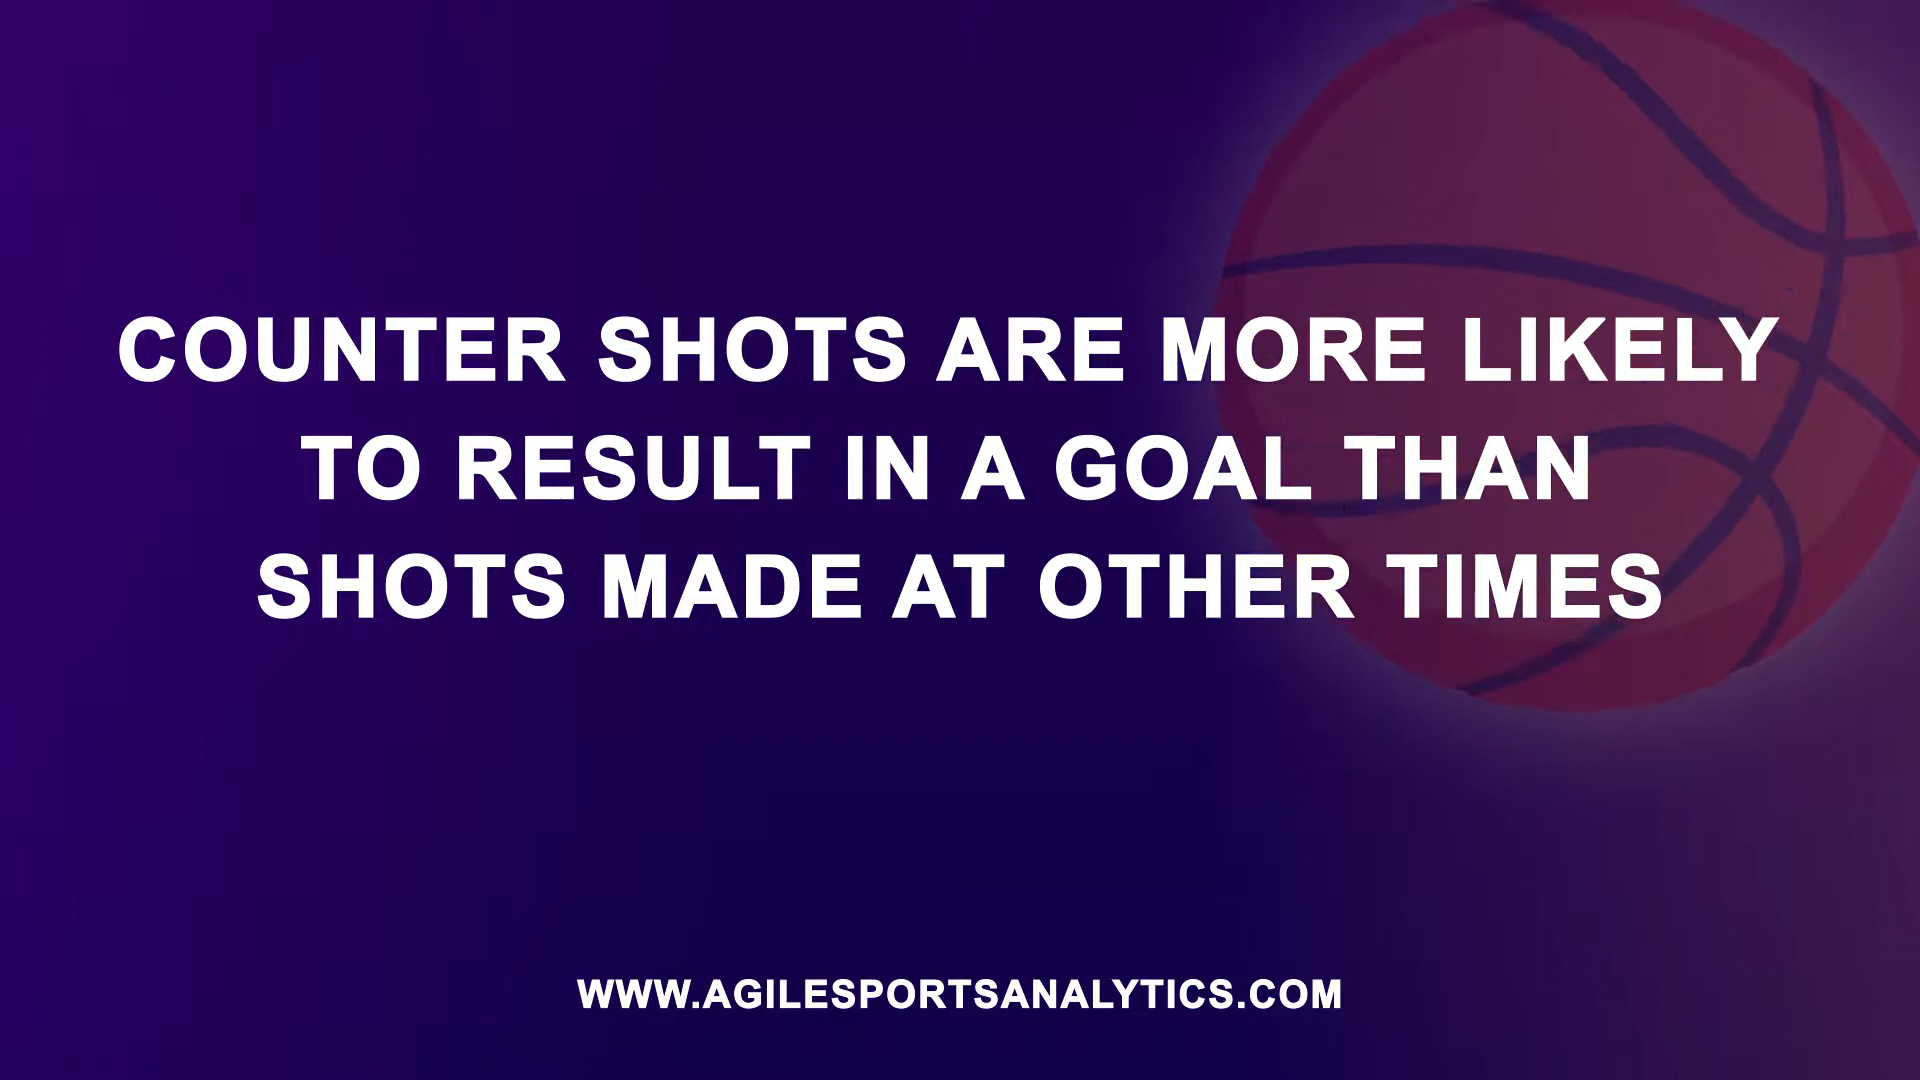 COUNTER SHOTS ARE MORE LIKELY
TO RESULT IN A GOAL THAN
SHOTS MADE AT OTHER TIMES
WWW.AGILESPORTSANALYTICS.COM